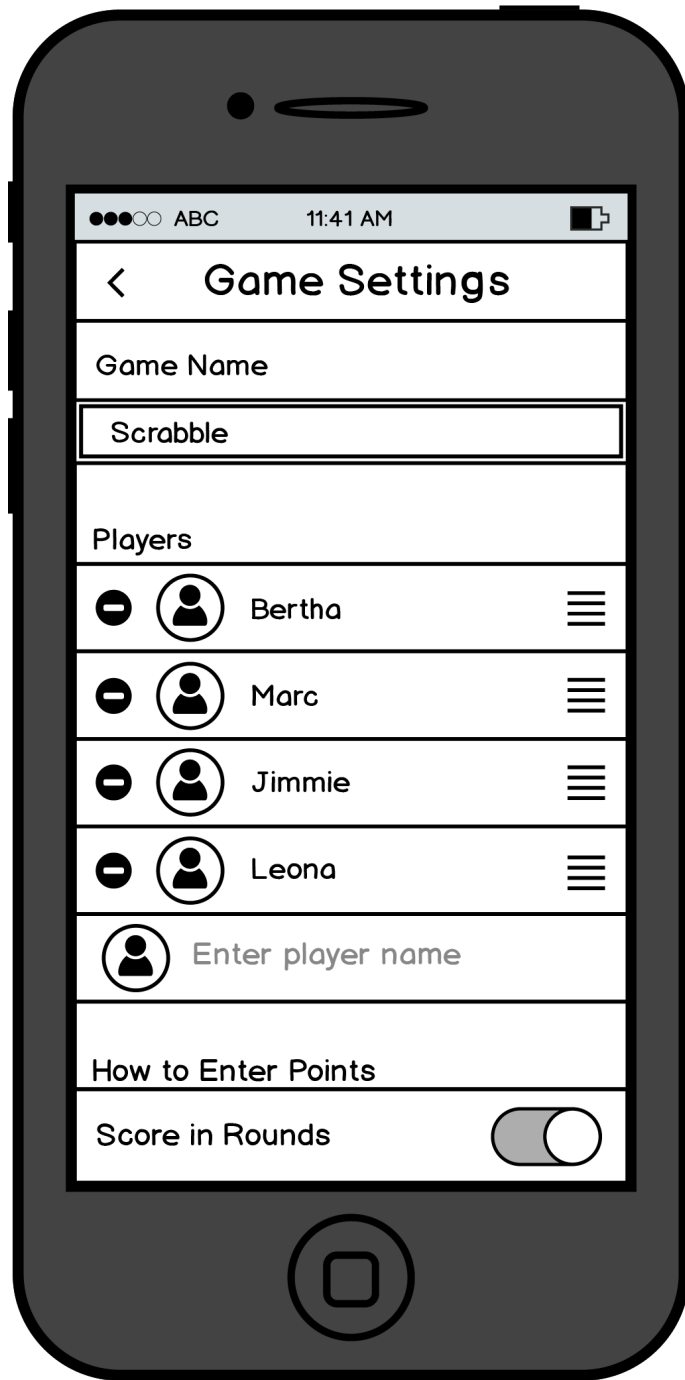 ABC 11:41 AM
Game Settings
Game Name
Scrabble
Players
Bertha
Marc
Jimmie
Leona
Enter player name
How to Enter Points
Score in Rounds